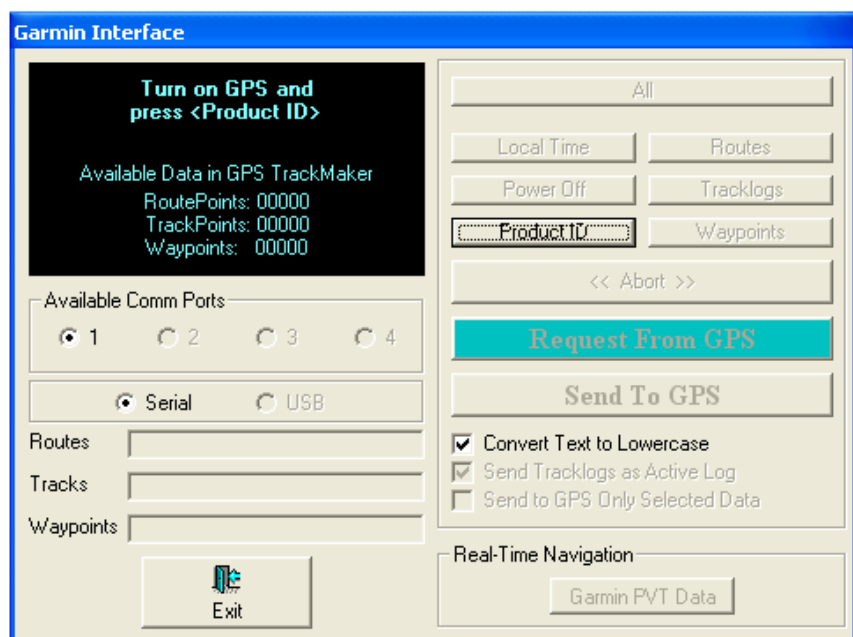 Garmin Interface
Turn on GPS and
press <Product ID>
Available Data in GPS TrackMaker
RoutePoints: 00000
TrackPoints: 00000
Waypoints: 00000
Available Comm Ports
1 2 3 4
Serial USB
Routes
Tracks
Waypoints
Exit
All
Local Time Routes
Power Off Tracklogs
Product ID Waypoints
<< Abort >>
Request From GPS
Send To GPS
Convert Text to Lowercase
Send Tracklogs as Active Log
Send to GPS Only Selected Data
Real-Time Navigation
Garmin PVT Data